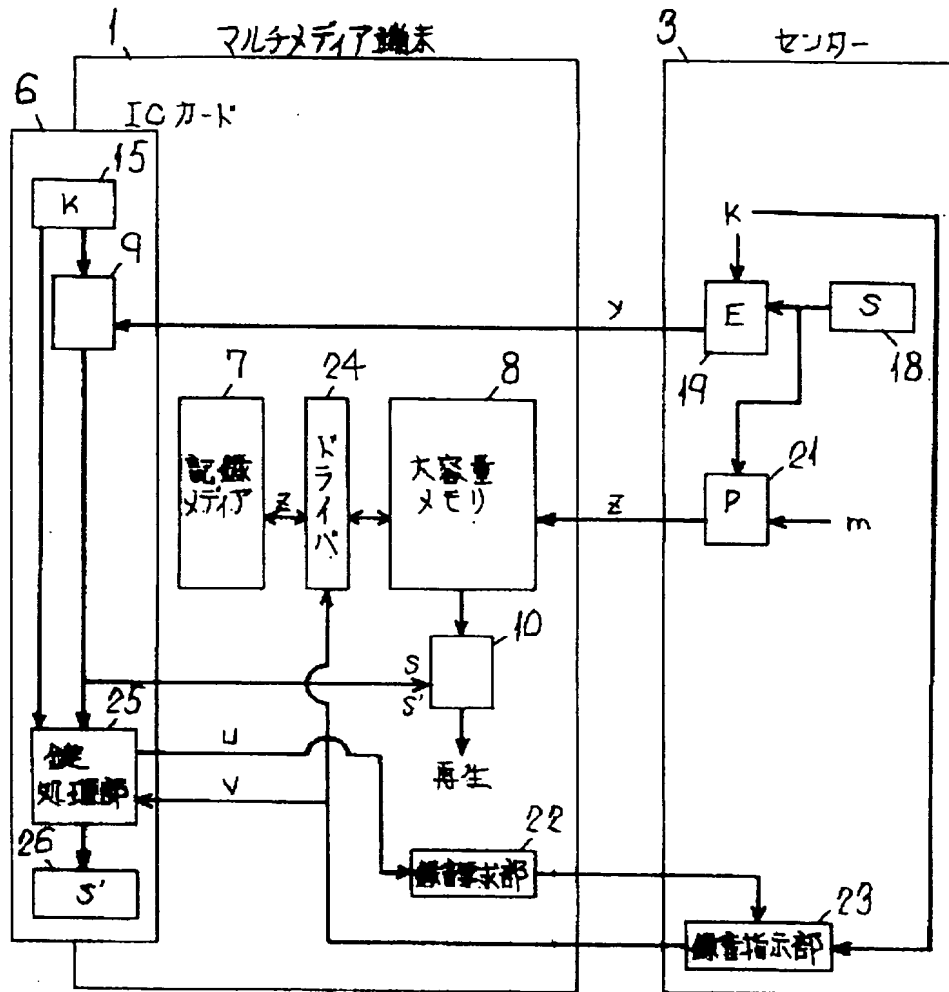 1
マルチメディア端末
3
センター
6
ICカード
15
K
9
k
E
19
S
18
y
7
記録
メディア
z
24
ドライバ
8
大容量
メモリ
z
P
21
m
10
s
s'
再生
25
鍵
処理部
u
v
26
S'
22
録音要求部
23
録音指示部